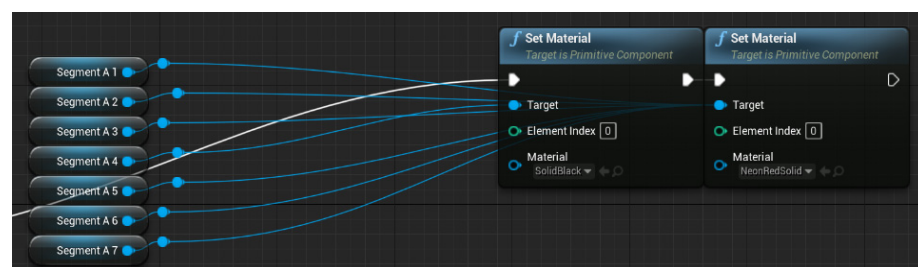 Set Material
Target is Primitive Component
Set Material
Target is Primitive Component
Segment A 1
Segment A 2
Segment A 3
Segment A 4
Segment A 5
Segment A 6
Segment A 7
Target
Element Index 0
Material
SolidBlack
Target
Element Index 0
Material
NeonRedSolid